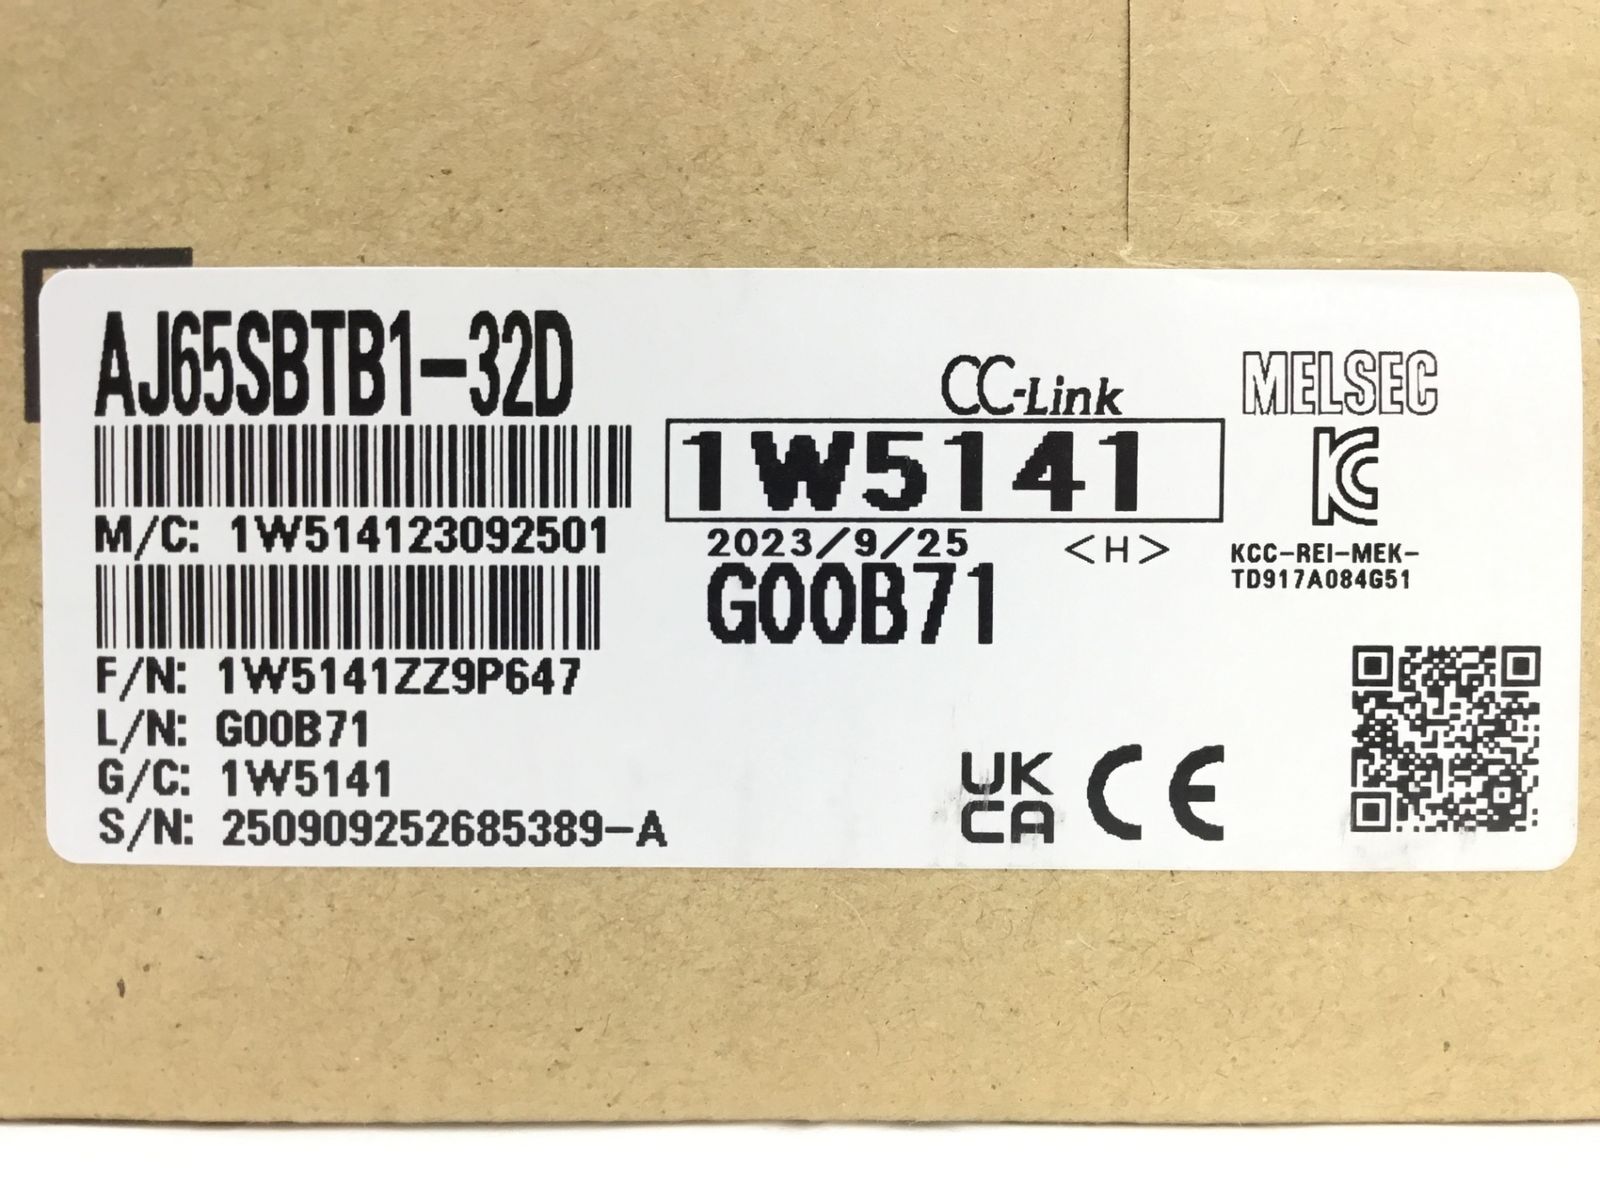 AJ65SBTB1-32D
M/C: 1W514123092501
F/N: 1W5141ZZ9P647
L/N: G00B71
G/C: 1W5141
S/N: 250909252685389-A
CC-Link
1W5141
2023/9/25 <H>
G00B71
MELSEC
KC
KCC-REI-MEK-
TD917A084G51
UK
CA
CE